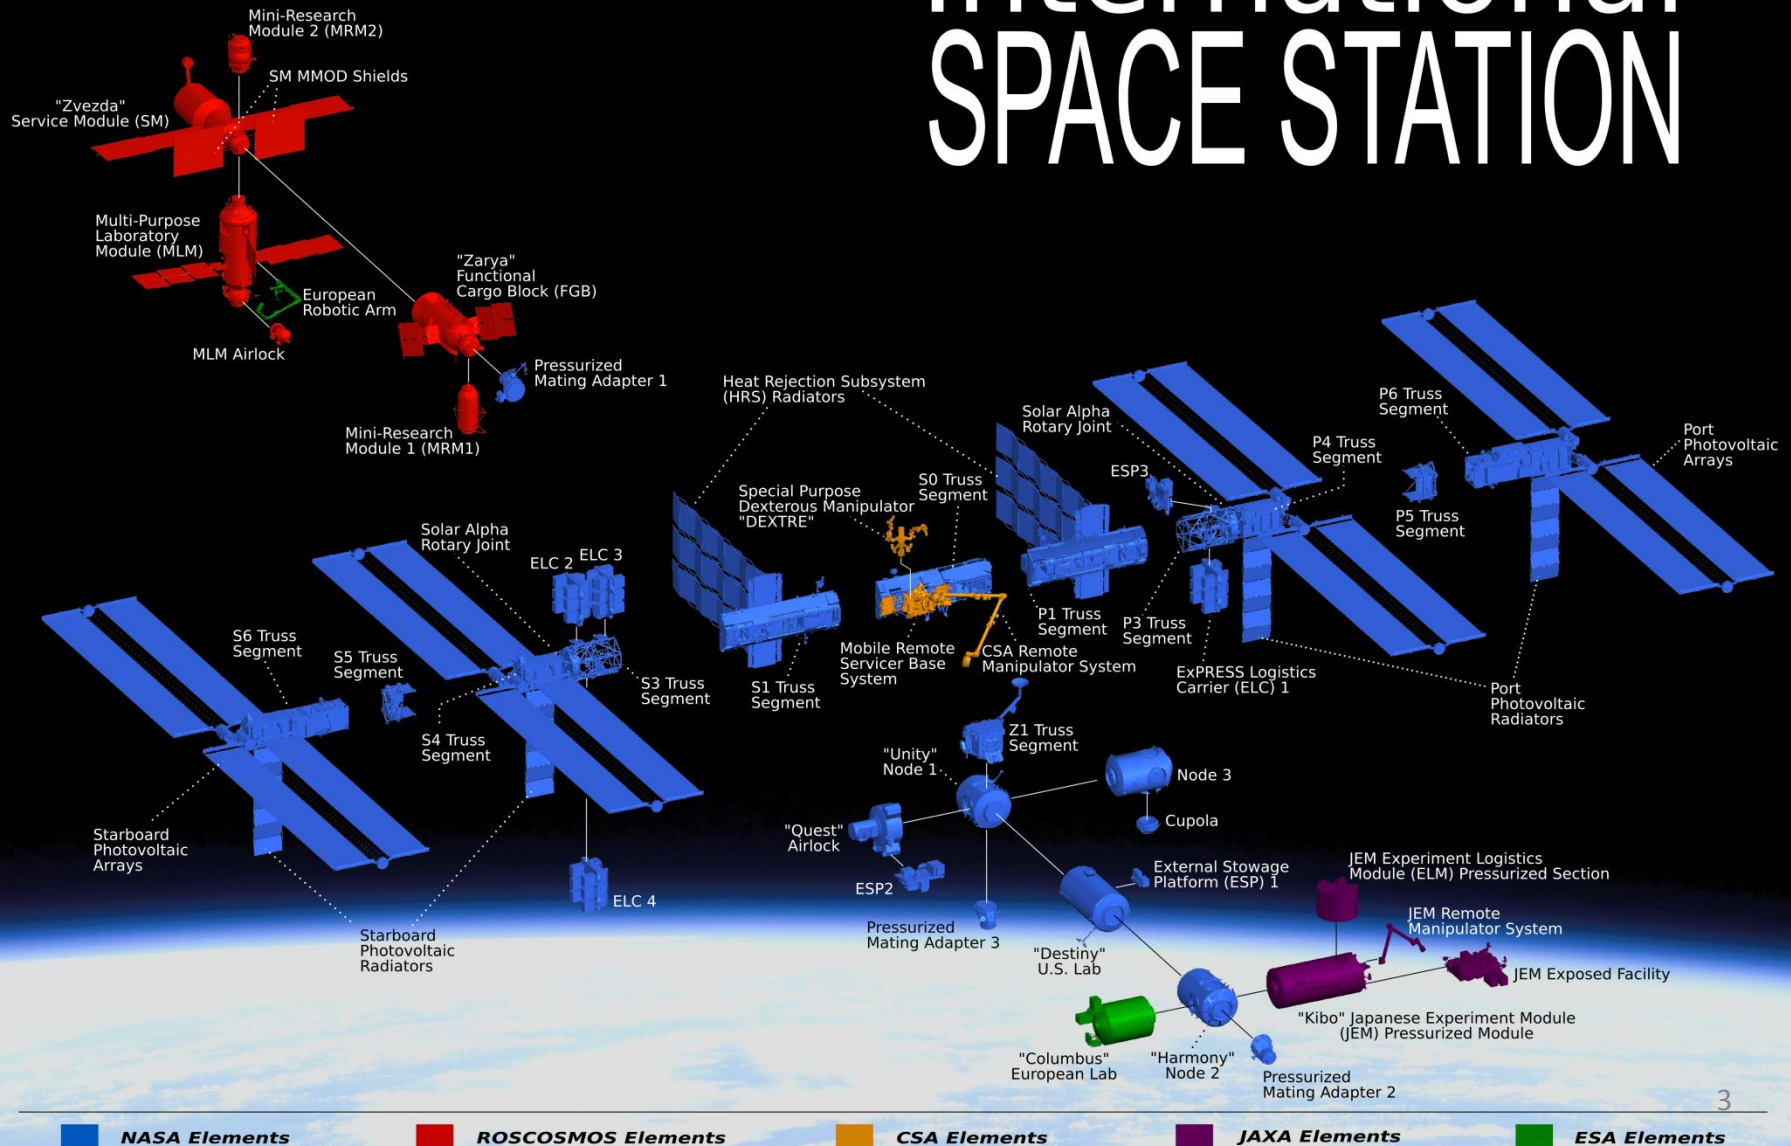 International
SPACE STATION
Mini-Research
Module 2 (MRM2)
SM MMOD Shields
"Zvezda"
Service Module (SM)
Multi-Purpose
Laboratory
Module (MLM)
European
Robotic Arm
MLM Airlock
"Zarya"
Functional
Cargo Block (FGB)
Pressurized
Mating Adapter 1
Mini-Research
Module 1 (MRM1)
Heat Rejection Subsystem
(HRS) Radiators
Solar Alpha
Rotary Joint
P6 Truss
Segment
Port
Photovoltaic
Arrays
P4 Truss
Segment
ESP3
S0 Truss
Segment
Special Purpose
Dexterous Manipulator
"DEXTRE"
P5 Truss
Segment
Solar Alpha
Rotary Joint
ELC 2
ELC 3
P1 Truss
Segment
P3 Truss
Segment
S6 Truss
Segment
S5 Truss
Segment
Mobile Remote
Servicer Base
System
CSA Remote
Manipulator System
ExPRESS Logistics
Carrier (ELC) 1
S3 Truss
Segment
S1 Truss
Segment
Port
Photovoltaic
Radiators
S4 Truss
Segment
Z1 Truss
Segment
"Unity"
Node 1
Node 3
Cupola
"Quest"
Airlock
Starboard
Photovoltaic
Arrays
ESP2
External Stowage
Platform (ESP) 1
JEM Experiment Logistics
Module (ELM) Pressurized Section
ELC 4
JEM Remote
Manipulator System
Pressurized
Mating Adapter 3
Starboard
Photovoltaic
Radiators
"Destiny"
U.S. Lab
JEM Exposed Facility
"Kibo" Japanese Experiment Module
(JEM) Pressurized Module
"Columbus"
European Lab
"Harmony"
Node 2
Pressurized
Mating Adapter 2
3
NASA Elements
ROSCOSMOS Elements
CSA Elements
JAXA Elements
ESA Elements